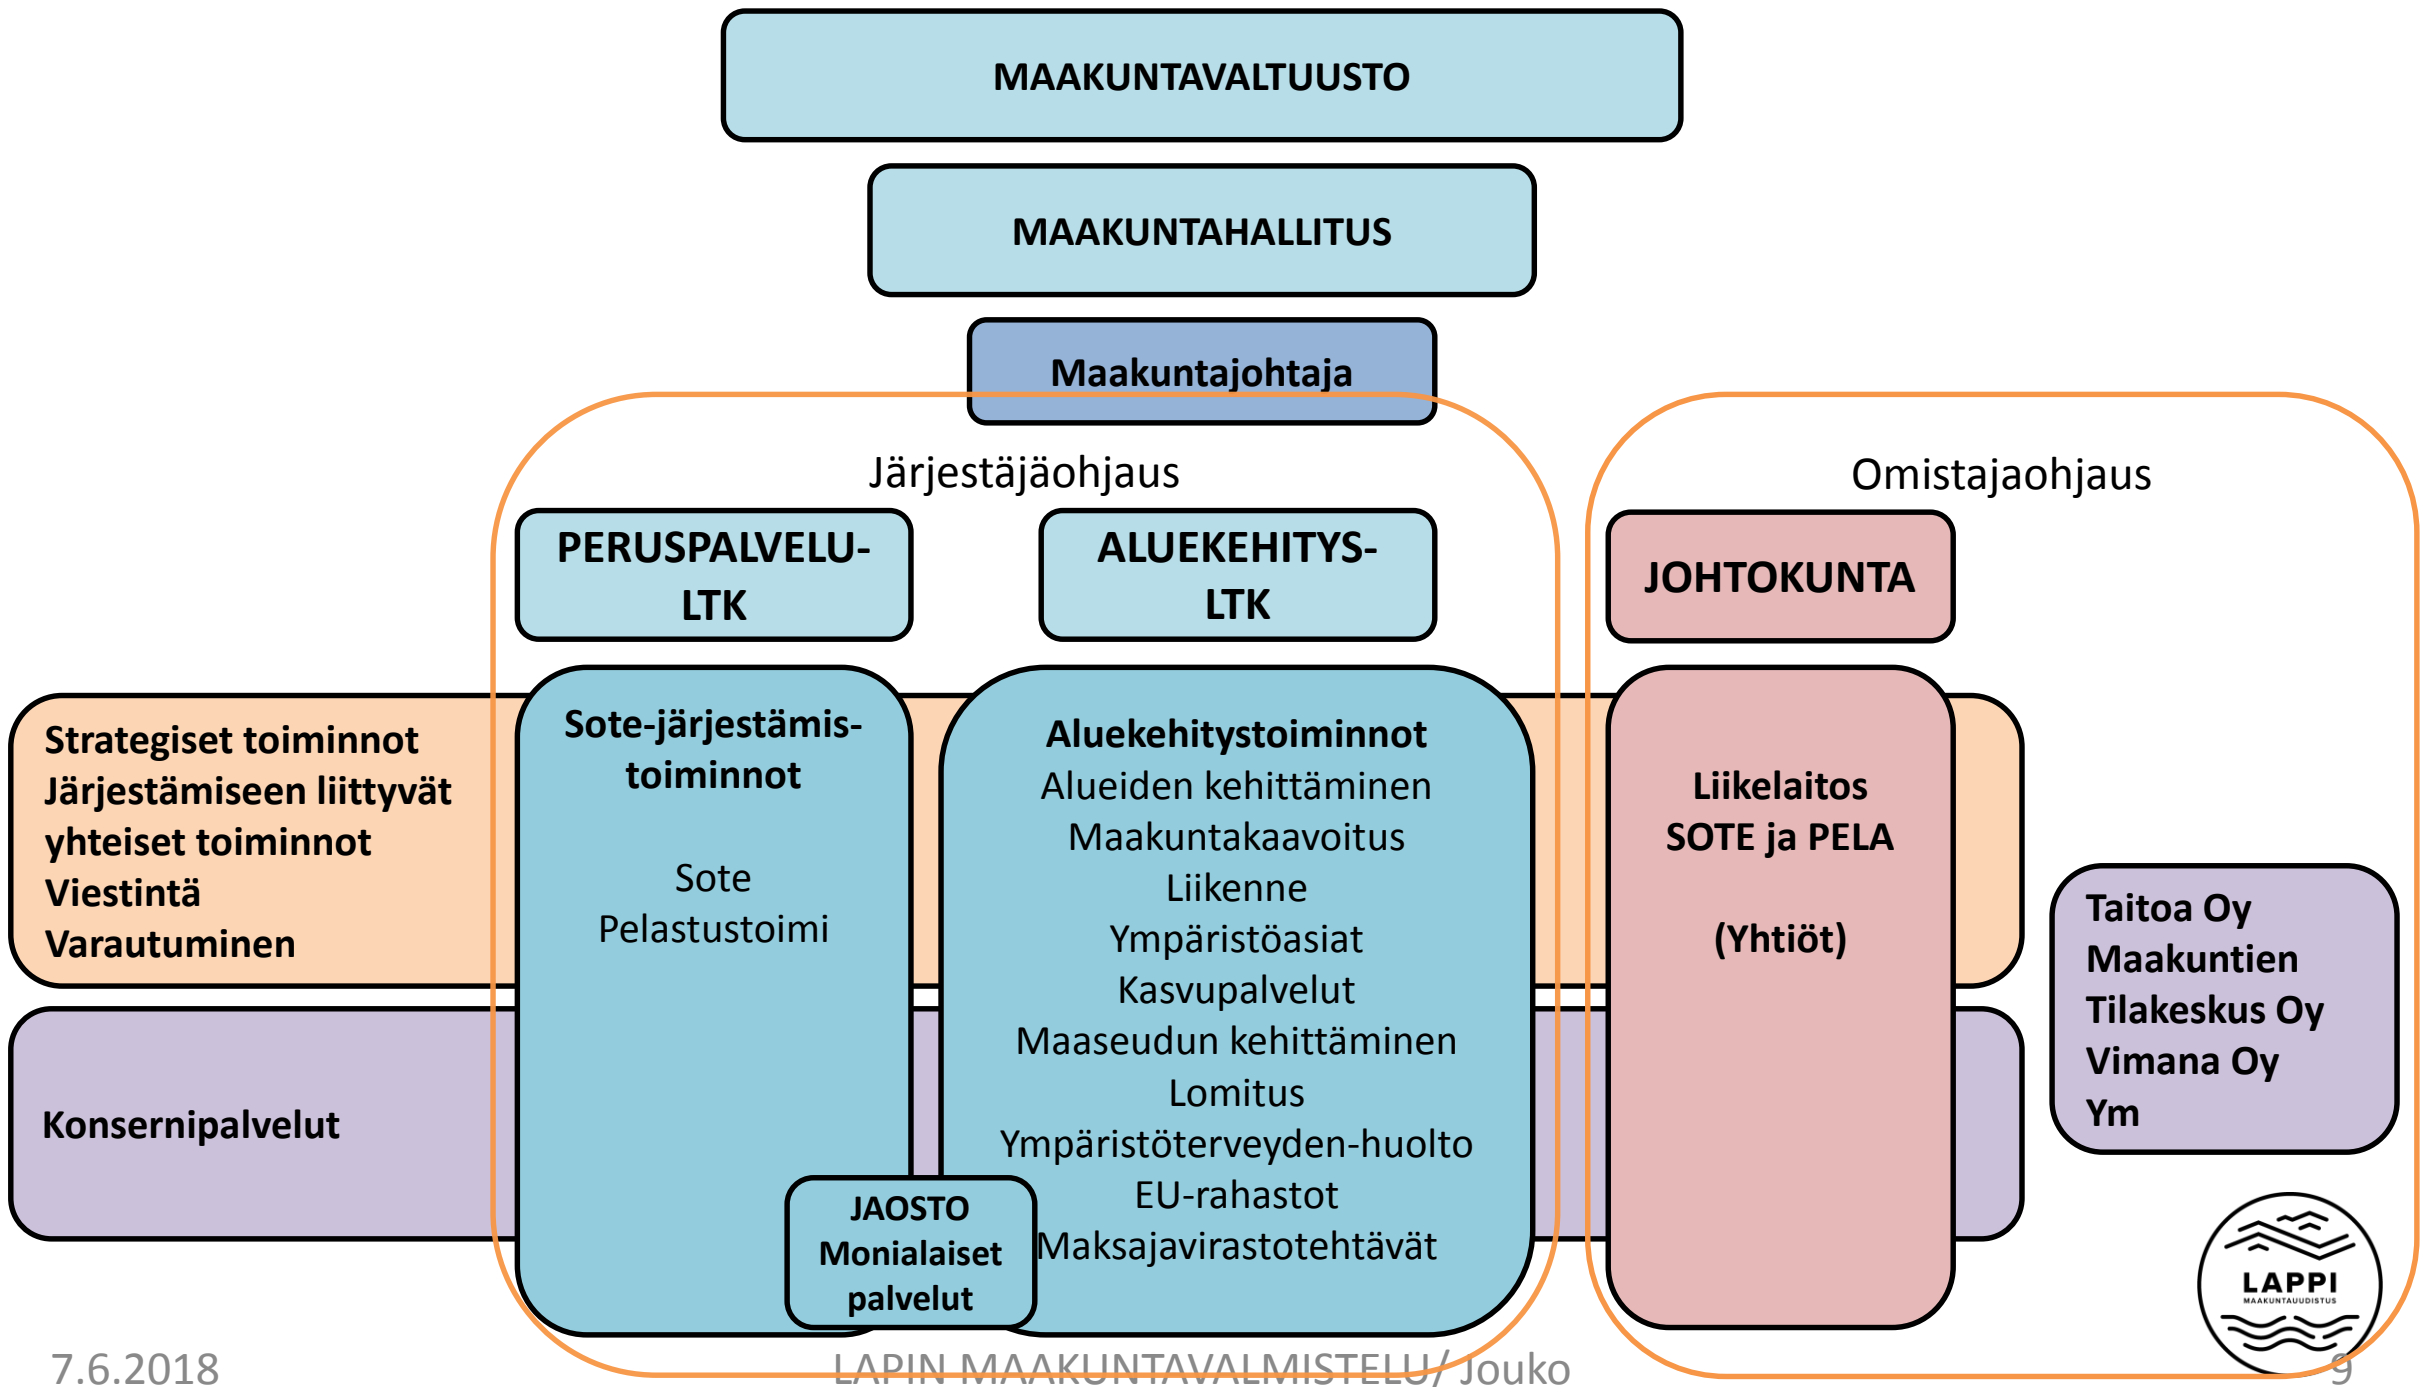 MAAKUNTAVALTUUSTO
MAAKUNTAHALLITUS
Maakuntajohtaja
Järjestäjäohjaus
Omistajaohjaus
PERUSPALVELU-
LTK
ALUEKEHITYS-
LTK
JOHTOKUNTA
Strategiset toiminnot
Järjestämiseen liittyvät
yhteiset toiminnot
Viestintä
Varautuminen
Sote-järjestämis-
toiminnot
Sote
Pelastustoimi
Aluekehitystoiminnot
Alueiden kehittäminen
Maakuntakaavoitus
Liikenne
Ympäristöasiat
Kasvupalvelut
Maaseudun kehittäminen
Lomitus
Ympäristöterveyden-huolto
EU-rahastot
Maksajavirastotehtävät
Liikelaitos
SOTE ja PELA
(Yhtiöt)
Taitoa Oy
Maakuntien
Tilakeskus Oy
Vimana Oy
Ym
Konsernipalvelut
JAOSTO
Monialaiset
palvelut
LAPPI
MAAKUNTAUUDISTUS
7.6.2018
LAPIN MAAKUNTAVALMISTELU/ Jouko
9